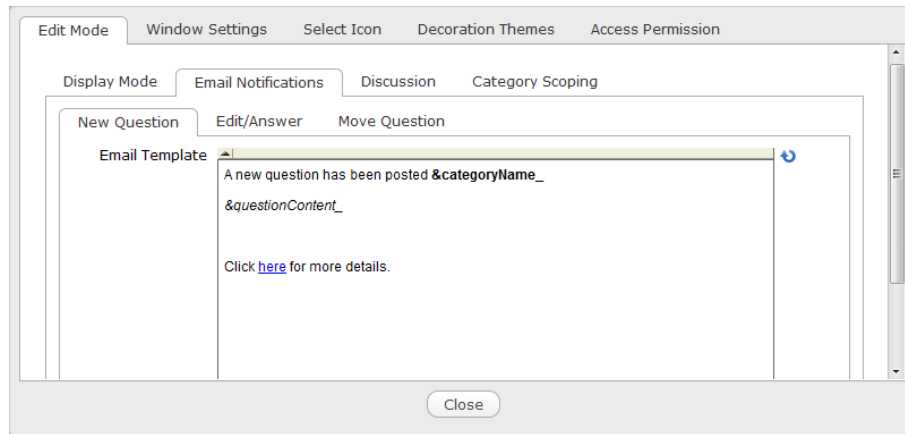 Edit Mode Window Settings Select Icon Decoration Themes Access Permission
Display Mode Email Notifications Discussion Category Scoping
New Question Edit/Answer Move Question
Email Template
A new question has been posted &categoryName_
&questionContent_
Click here for more details.
Close